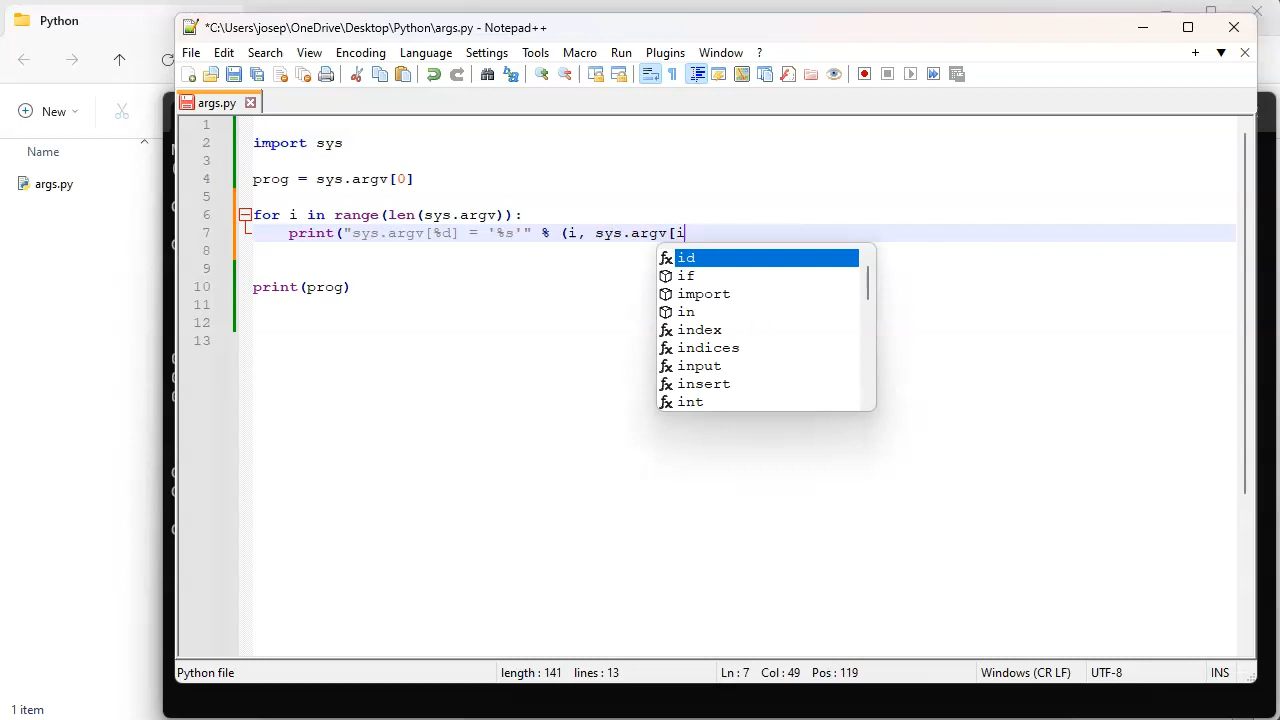 Python
*C:\Users\josep\OneDrive\Desktop\Python\args.py - Notepad++
File Edit Search View Encoding Language Settings Tools Macro Run Plugins Window ?
New
args.py
Name
args.py
1
2 import sys
3
4 prog = sys.argv[0]
5
6 for i in range(len(sys.argv)):
7 print("sys.argv[%d] = '%s'" % (i, sys.argv[i
8
9
10 print(prog)
11
12
13
id
if
import
in
index
indices
input
insert
int
Python file length : 141 lines : 13 Ln : 7 Col : 49 Pos : 119 Windows (CR LF) UTF-8 INS
1 item